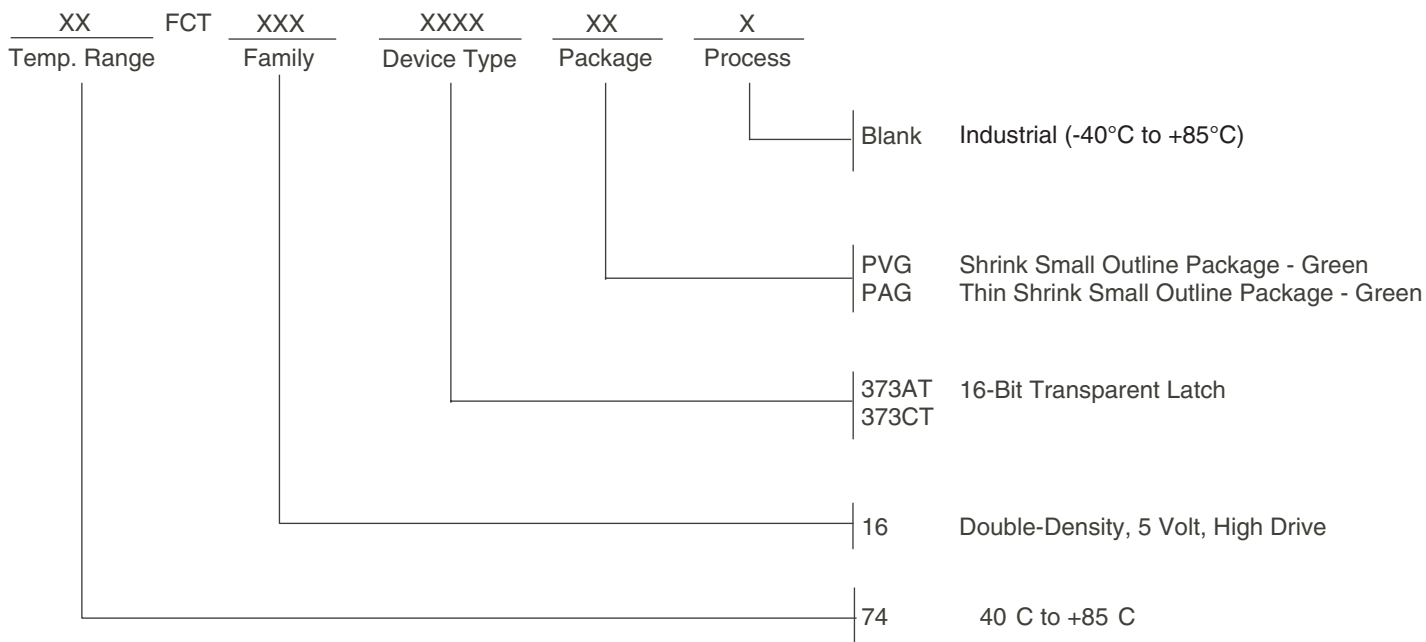 XX FCT XXX XXXX XX X
Temp. Range Family Device Type Package Process
Blank Industrial (-40°C to +85°C)
PVG Shrink Small Outline Package - Green
PAG Thin Shrink Small Outline Package - Green
373AT 16-Bit Transparent Latch
373CT
16 Double-Density, 5 Volt, High Drive
74 40 C to +85 C